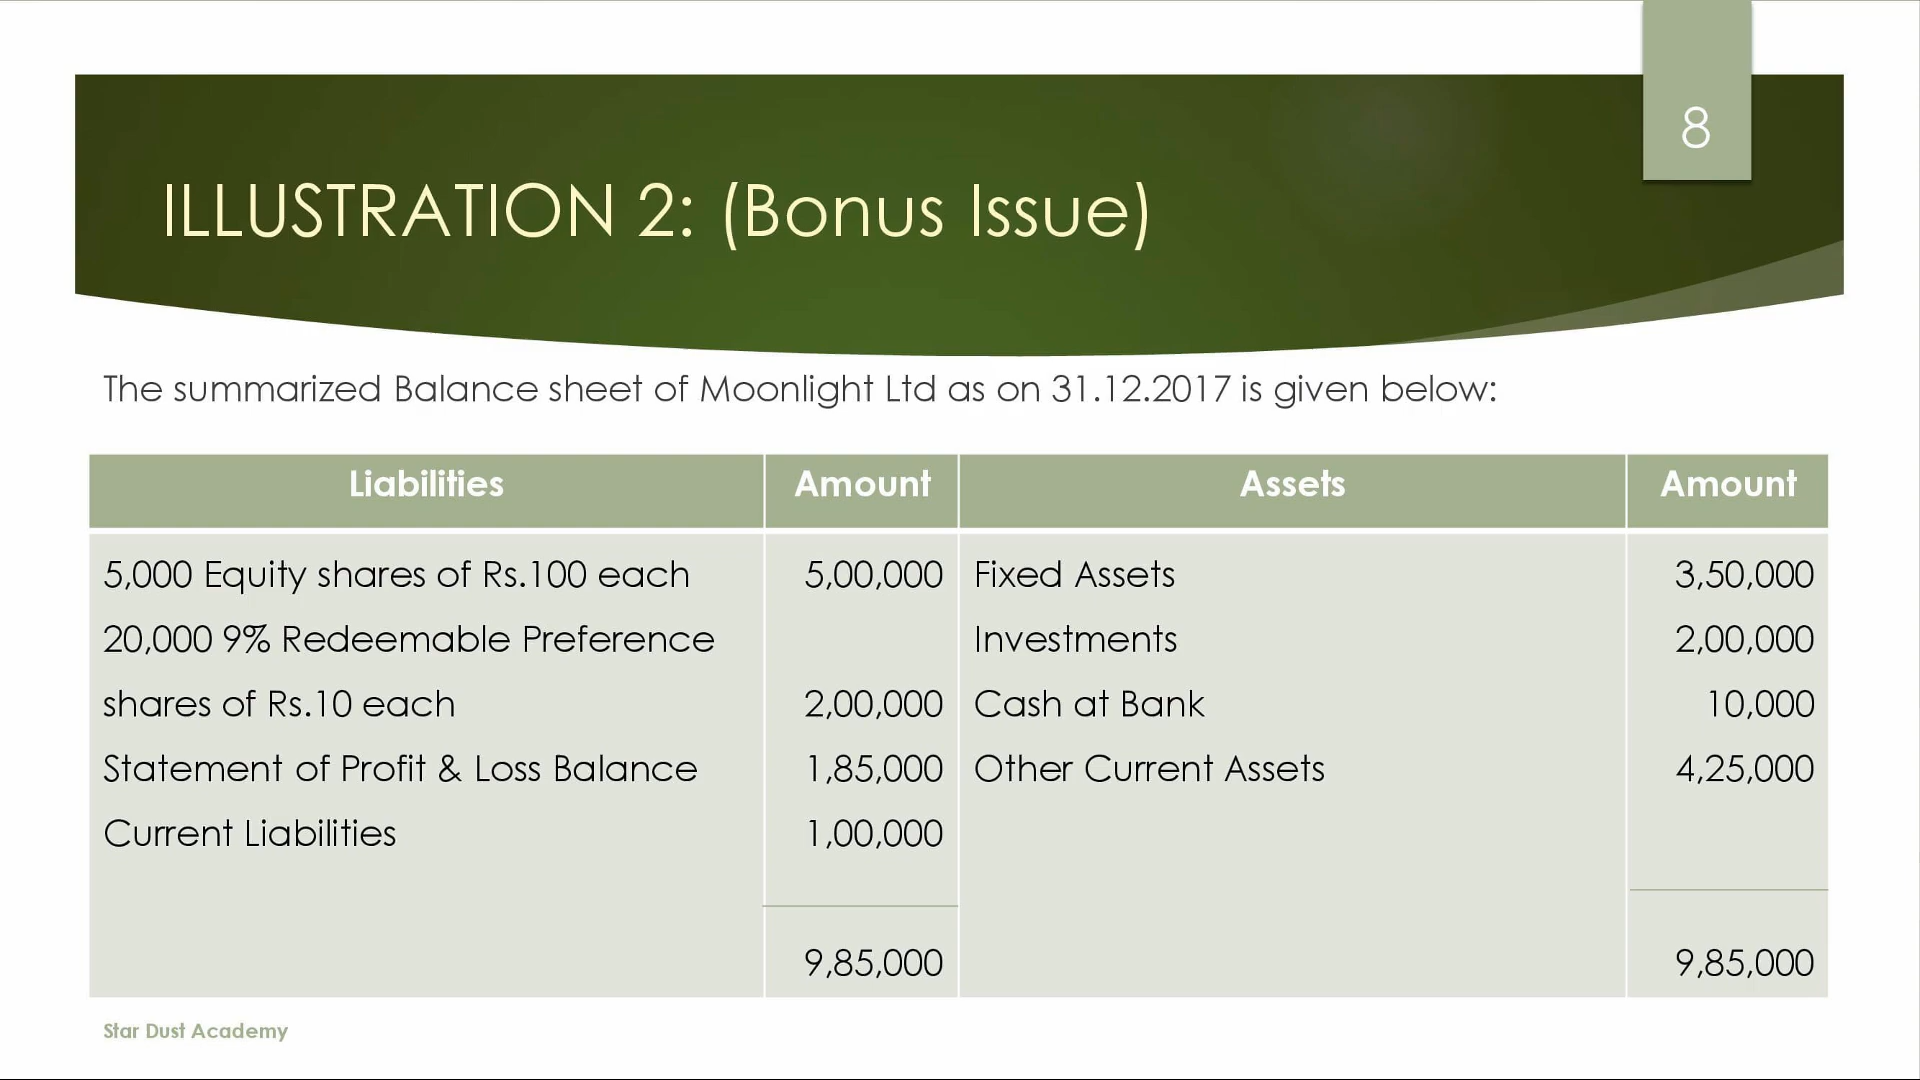 8
ILLUSTRATION 2: (Bonus Issue)
The summarized Balance sheet of Moonlight Ltd as on 31.12.2017 is given below:
Liabilities Amount Assets Amount
5,000 Equity shares of Rs.100 each 5,00,000 Fixed Assets 3,50,000
20,000 9% Redeemable Preference Investments 2,00,000
shares of Rs.10 each 2,00,000 Cash at Bank 10,000
Statement of Profit & Loss Balance 1,85,000 Other Current Assets 4,25,000
Current Liabilities 1,00,000
9,85,000 9,85,000
Star Dust Academy